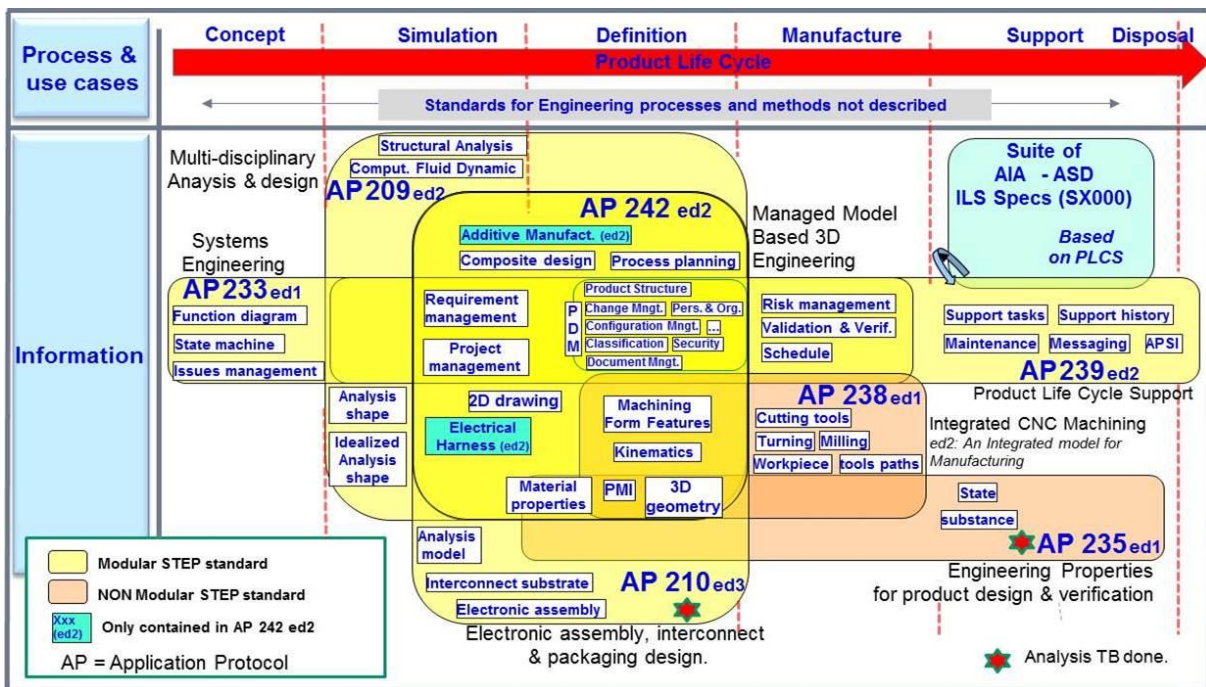 Process &
use cases
Concept
Simulation
Definition
Manufacture
Support
Disposal
Product Life Cycle
Standards for Engineering processes and methods not described
Information
Multi-disciplinary
Anaysis & design
Structural Analysis
Comput. Fluid Dynamic
AP209 ed2
AP 242 ed2
Additive Manufact. (ed2)
Composite design
Process planning
Managed Model
Based 3D
Engineering
Suite of
AIA - ASD
ILS Specs (SX000)
Based
on PLCS
Systems
Engineering
AP233 ed1
Function diagram
State machine
Issues management
Requirement
management
Project
management
PDM
Product Structure
Change Mngt.
Pers. & Org.
Configuration Mngt.
...
Classification
Security
Document Mngt.
Risk management
Validation & Verif.
Schedule
Support tasks
Support history
Maintenance
Messaging
APSI
AP239 ed2
Product Life Cycle Support
Analysis
shape
Idealized
Analysis
shape
2D drawing
Electrical
Harness (ed2)
Machining
Form Features
Kinematics
AP 238 ed1
Cutting tools
Turning
Milling
Workpiece
tools paths
Integrated CNC Machining
ed2: An Integrated model for
Manufacturing
Material
properties
PMI
3D
geometry
State
substance
AP 235 ed1
Engineering Properties
for product design & verification
Analysis
model
Interconnect substrate
Electronic assembly
AP 210 ed3
Electronic assembly, interconnect
& packaging design.
Modular STEP standard
NON Modular STEP standard
Xxx
(ed2)
Only contained in AP 242 ed2
AP = Application Protocol
Analysis TB done.